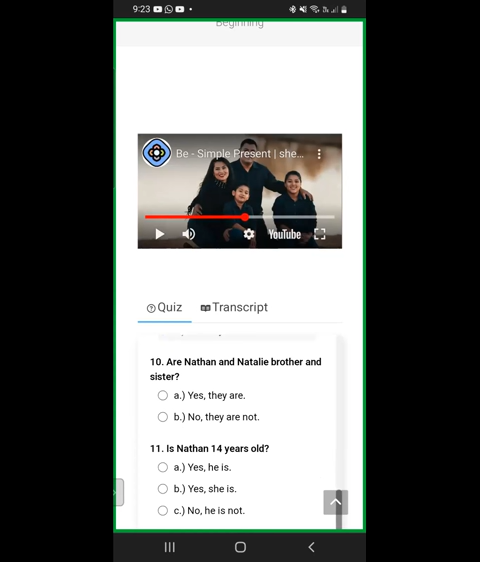 9:23
Beginning
Be - Simple Present | she...
YouTube
Quiz
Transcript
10. Are Nathan and Natalie brother and
sister?
a.) Yes, they are.
b.) No, they are not.
11. Is Nathan 14 years old?
a.) Yes, he is.
b.) Yes, she is.
c.) No, he is not.